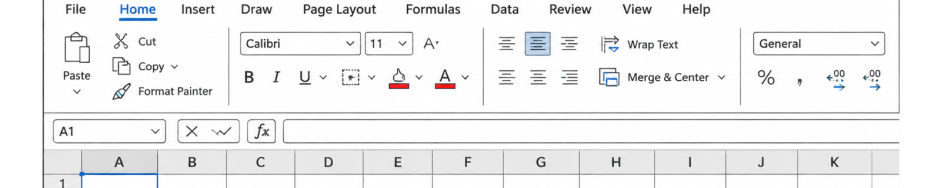 File Home Insert Draw Page Layout Formulas Data Review View Help
Paste
Cut
Copy
Format Painter
Calibri 11 A
B I U A
Wrap Text
Merge & Center
General
% , .00 .00
A1 fx
A B C D E F G H I J K
1